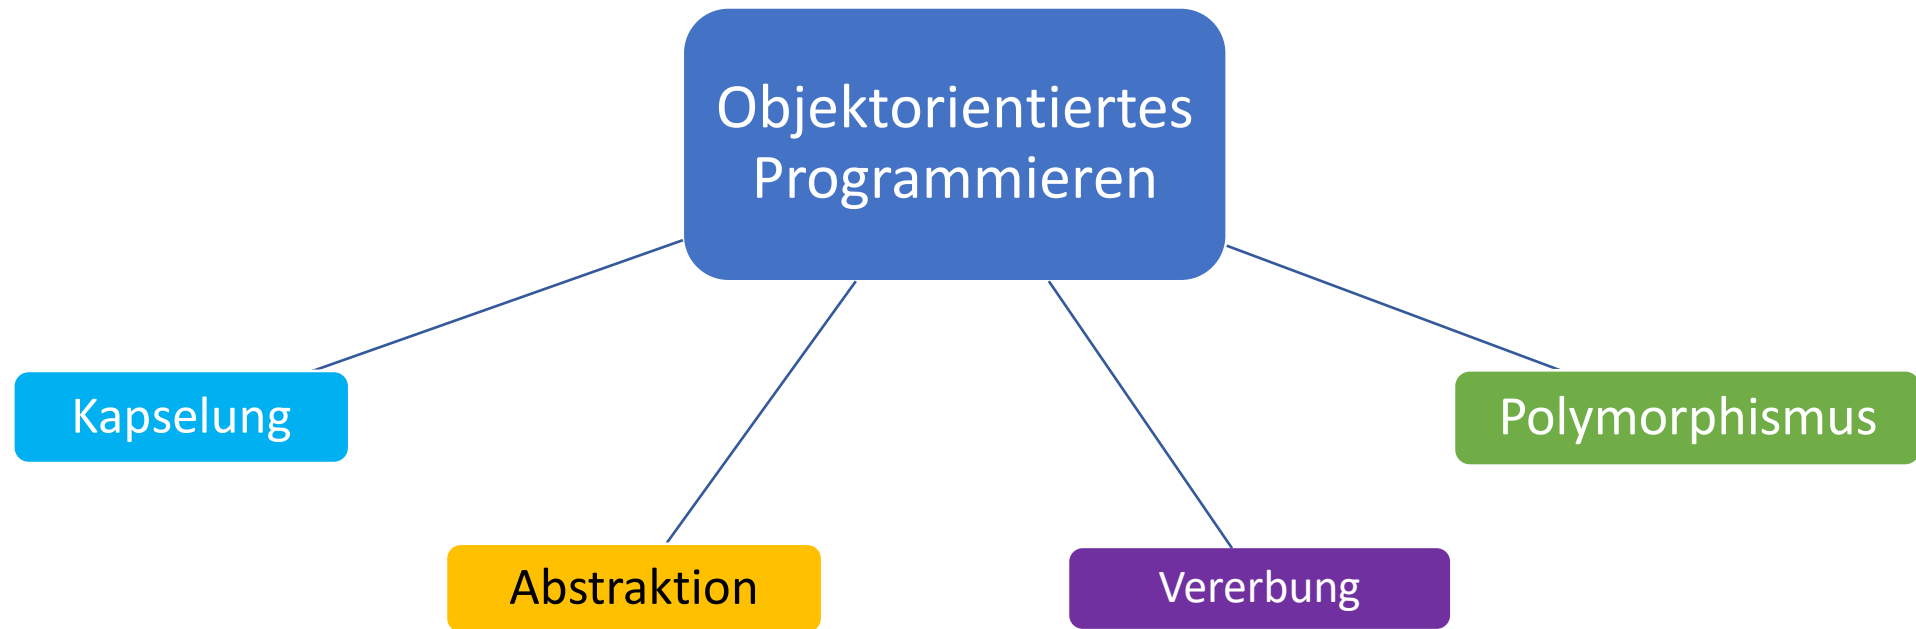 Objektorientiertes
Programmieren
Kapselung
Polymorphismus
Abstraktion
Vererbung